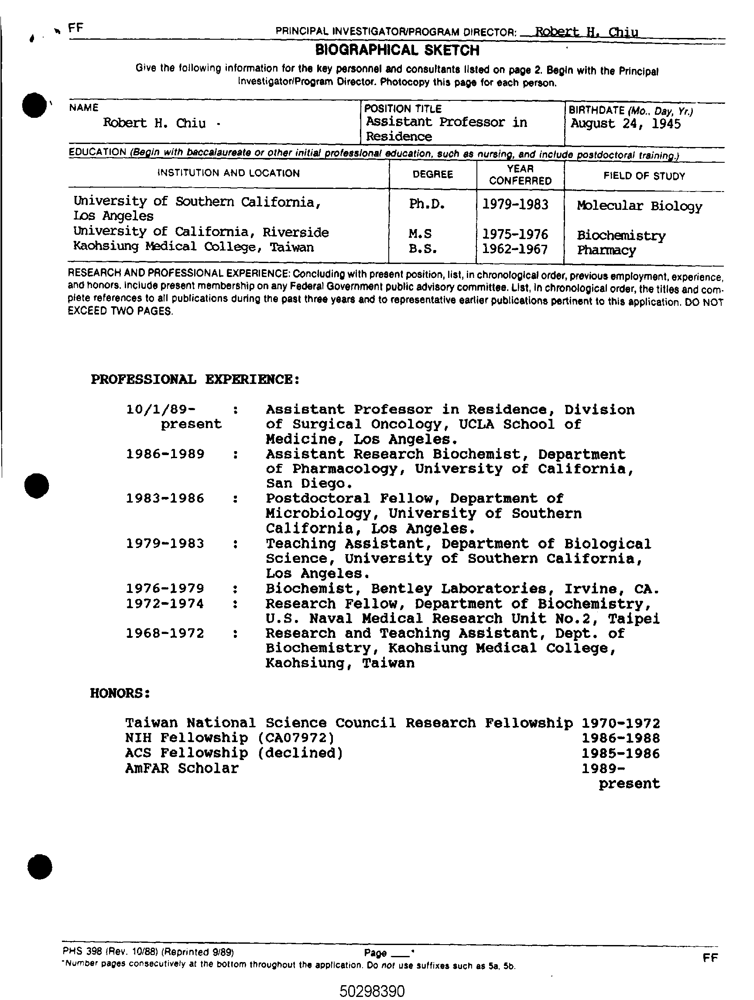 FF
PRINCIPAL INVESTIGATOR/PROGRAM DIRECTOR: Robert H. Chiu
BIOGRAPHICAL SKETCH
Give the following information for the key personnel and consultants listed on page 2. Begin with the Principal
Investigator/Program Director. Photocopy this page for each person.
NAME
Robert H. Chiu
POSITION TITLE
Assistant Professor in
Residence
BIRTHDATE (Mo., Day, Yr.)
August 24, 1945
EDUCATION (Begin with baccalaureate or other initial professional education, such as nursing, and include postdoctoral training.)
INSTITUTION AND LOCATION DEGREE YEAR CONFERRED FIELD OF STUDY
University of Southern California, Ph.D. 1979-1983 Molecular Biology
Los Angeles
University of California, Riverside M.S 1975-1976 Biochemistry
Kaohsiung Medical College, Taiwan B.S. 1962-1967 Pharmacy
RESEARCH AND PROFESSIONAL EXPERIENCE: Concluding with present position, list, in chronological order, previous employment, experience,
and honors. Include present membership on any Federal Government public advisory committee. List, in chronological order, the titles and com-
plete references to all publications during the past three years and to representative earlier publications pertinent to this application. DO NOT
EXCEED TWO PAGES.
PROFESSIONAL EXPERIENCE:
10/1/89- : Assistant Professor in Residence, Division
present of Surgical Oncology, UCLA School of
Medicine, Los Angeles.
1986-1989 : Assistant Research Biochemist, Department
of Pharmacology, University of California,
San Diego.
1983-1986 : Postdoctoral Fellow, Department of
Microbiology, University of Southern
California, Los Angeles.
1979-1983 : Teaching Assistant, Department of Biological
Science, University of Southern California,
Los Angeles.
1976-1979 : Biochemist, Bentley Laboratories, Irvine, CA.
1972-1974 : Research Fellow, Department of Biochemistry,
U.S. Naval Medical Research Unit No.2, Taipei
1968-1972 : Research and Teaching Assistant, Dept. of
Biochemistry, Kaohsiung Medical College,
Kaohsiung, Taiwan
HONORS:
Taiwan National Science Council Research Fellowship 1970-1972
NIH Fellowship (CA07972) 1986-1988
ACS Fellowship (declined) 1985-1986
AmFAR Scholar 1989-
present
PHS 398 (Rev. 10/88) (Reprinted 9/89) Page ___*
*Number pages consecutively at the bottom throughout the application. Do not use suffixes such as 5a, 5b.
FF
50298390